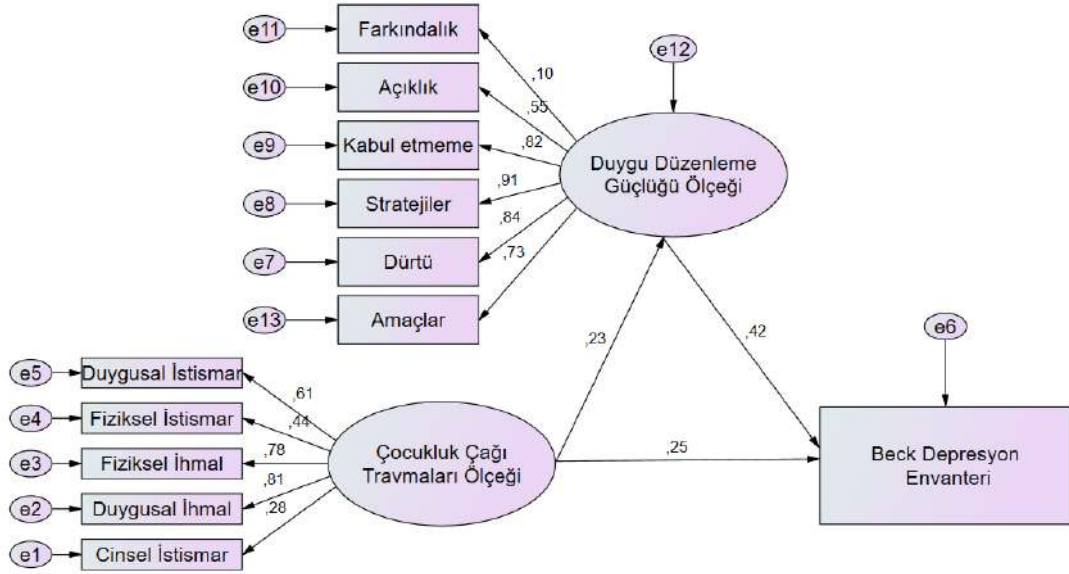 e11
Farkındalık
e10
Açıklık
e9
Kabul etmeme
e8
Stratejiler
e7
Dürtü
e13
Amaçlar
,10
,55
,82
,91
,84
,73
e12
Duygu Düzenleme
Güçlüğü Ölçeği
,23
,42
e6
e5
Duygusal İstismar
e4
Fiziksel İstismar
e3
Fiziksel İhmal
e2
Duygusal İhmal
e1
Cinsel İstismar
,61
,44
,78
,81
,28
Çocukluk Çağı
Travmaları Ölçeği
,25
Beck Depresyon
Envanteri